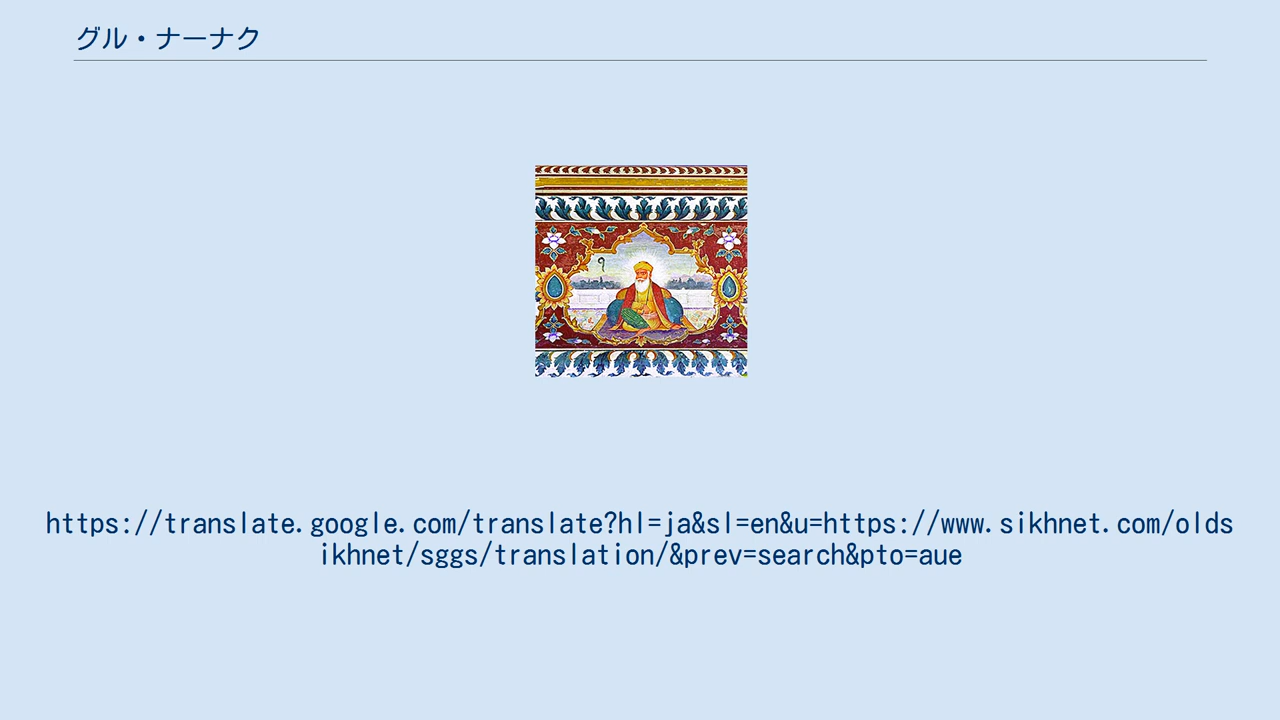 グル・ナーナク
https://translate.google.com/translate?hl=ja&sl=en&u=https://www.sikhnet.com/olds
ikhnet/sggs/translation/&prev=search&pto=aue